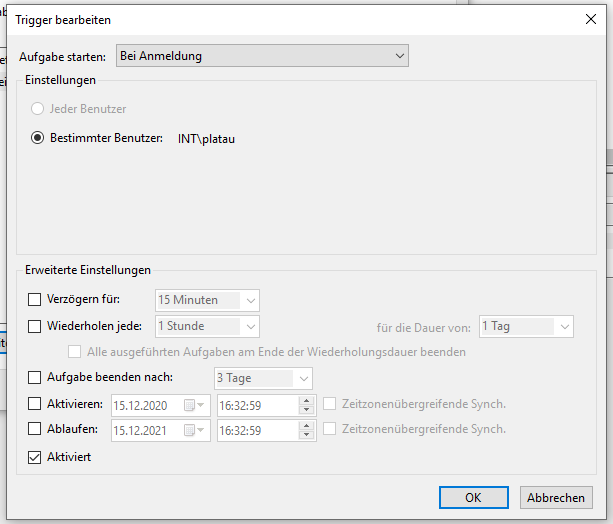 Trigger bearbeiten
Aufgabe starten: Bei Anmeldung
Einstellungen
Jeder Benutzer
Bestimmter Benutzer: INT\platau
Erweiterte Einstellungen
Verzögern für: 15 Minuten
Wiederholen jede: 1 Stunde für die Dauer von: 1 Tag
Alle ausgeführten Aufgaben am Ende der Wiederholungsdauer beenden
Aufgabe beenden nach: 3 Tage
Aktivieren: 15.12.2020 16:32:59 Zeitzonenübergreifende Synch.
Ablaufen: 15.12.2021 16:32:59 Zeitzonenübergreifende Synch.
Aktiviert
OK Abbrechen